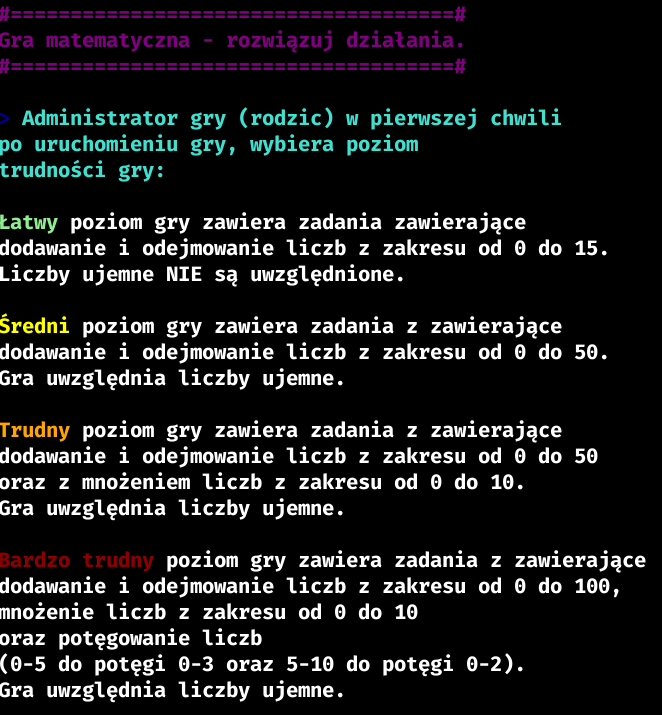 #=====================================#
Gra matematyczna - rozwiązuj działania.
#=====================================#
> Administrator gry (rodzic) w pierwszej chwili
po uruchomieniu gry, wybiera poziom
trudności gry:
Łatwy poziom gry zawiera zadania zawierające
dodawanie i odejmowanie liczb z zakresu od 0 do 15.
Liczby ujemne NIE są uwzględnione.
Średni poziom gry zawiera zadania z zawierające
dodawanie i odejmowanie liczb z zakresu od 0 do 50.
Gra uwzględnia liczby ujemne.
Trudny poziom gry zawiera zadania z zawierające
dodawanie i odejmowanie liczb z zakresu od 0 do 50
oraz z mnożeniem liczb z zakresu od 0 do 10.
Gra uwzględnia liczby ujemne.
Bardzo trudny poziom gry zawiera zadania z zawierające
dodawanie i odejmowanie liczb z zakresu od 0 do 100,
mnożenie liczb z zakresu od 0 do 10
oraz potęgowanie liczb
(0-5 do potęgi 0-3 oraz 5-10 do potęgi 0-2).
Gra uwzględnia liczby ujemne.